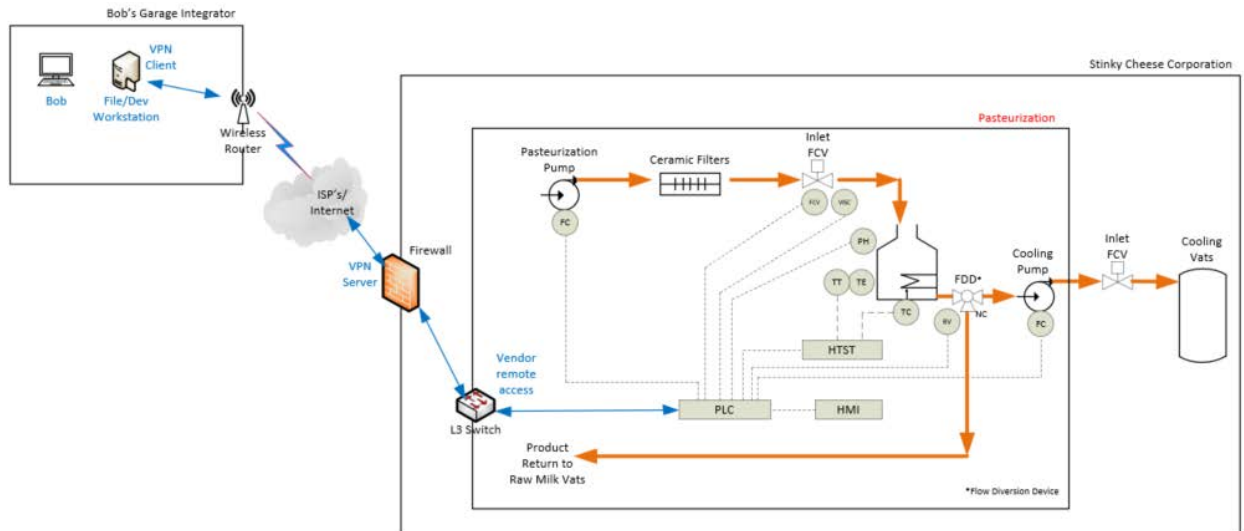 Bob's Garage Integrator
VPN
Client
Bob
File/Dev
Workstation
Wireless
Router
ISP's/
Internet
Firewall
VPN
Server
L3 Switch
Vendor
remote
access
Stinky Cheese Corporation
Pasteurization
Pasteurization
Pump
FC
Ceramic Filters
Inlet
FCV
FCV
VISC
PH
TT
TE
TC
HTST
PLC
HMI
FDD*
NC
RV
Cooling
Pump
FC
Inlet
FCV
Cooling
Vats
Product
Return to
Raw Milk Vats
*Flow Diversion Device